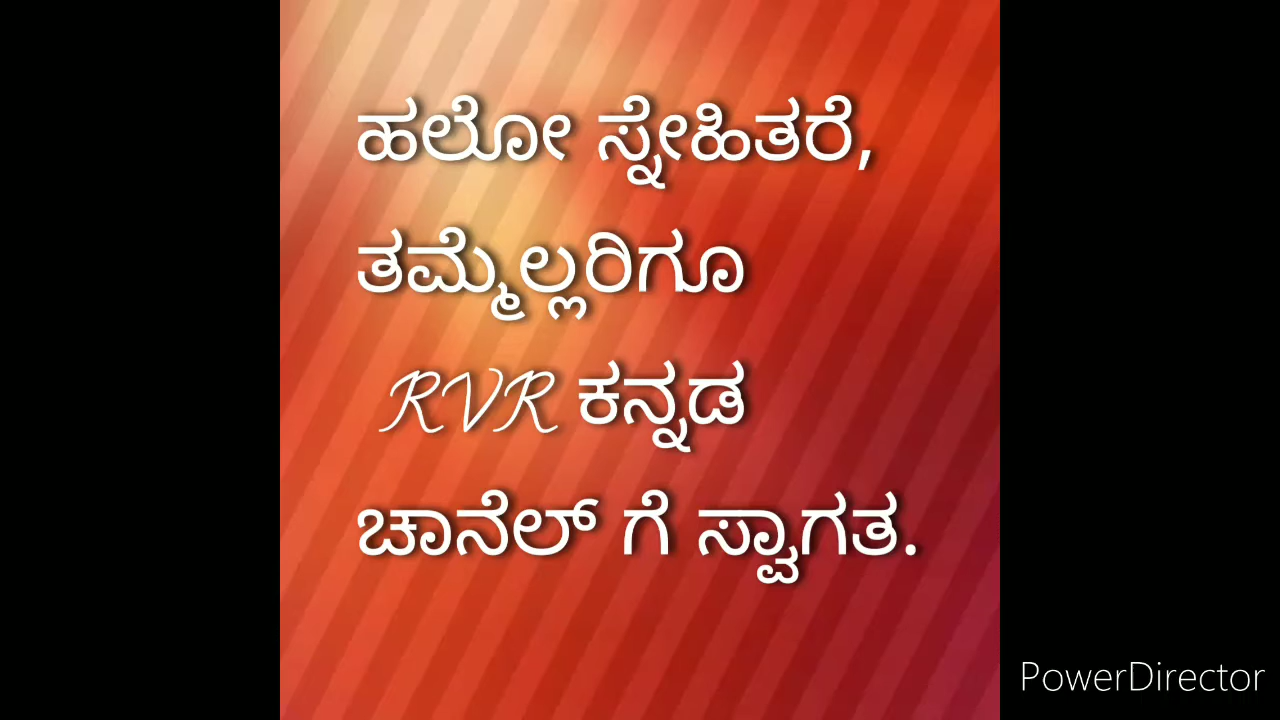 ಹಲೋ ಸ್ನೇಹಿತರೆ,
ತಮ್ಮೆಲ್ಲರಿಗೂ
RVR ಕನ್ನಡ
ಚಾನೆಲ್ ಗೆ ಸ್ವಾಗತ.
PowerDirector